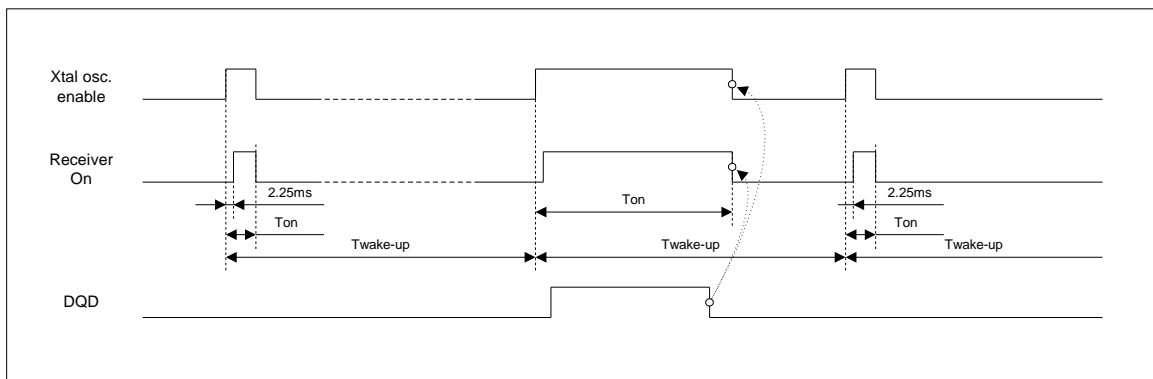 Xtal osc.
enable
Receiver
On
2.25ms
2.25ms
Ton
Ton
Ton
Twake-up
Twake-up
Twake-up
DQD